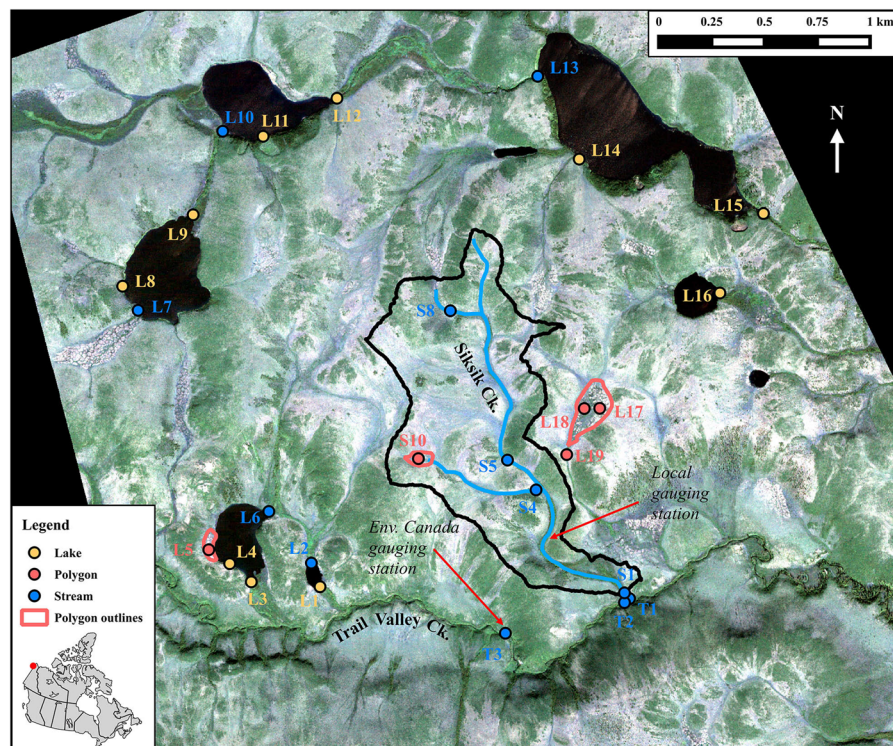 0 0.25 0.5 1 km
N
L13
L10
L11
L12
L14
L9
L15
L8
L7
L16
S8
Siksik Ck.
L18
L17
S10
L19
S5
S4
Local
gauging
station
L6
Env. Canada
gauging
station
L5
L4
L2
L3
L1
S1
T1
T2
Trail Valley Ck.
T3
Legend
Lake
Polygon
Stream
Polygon outlines